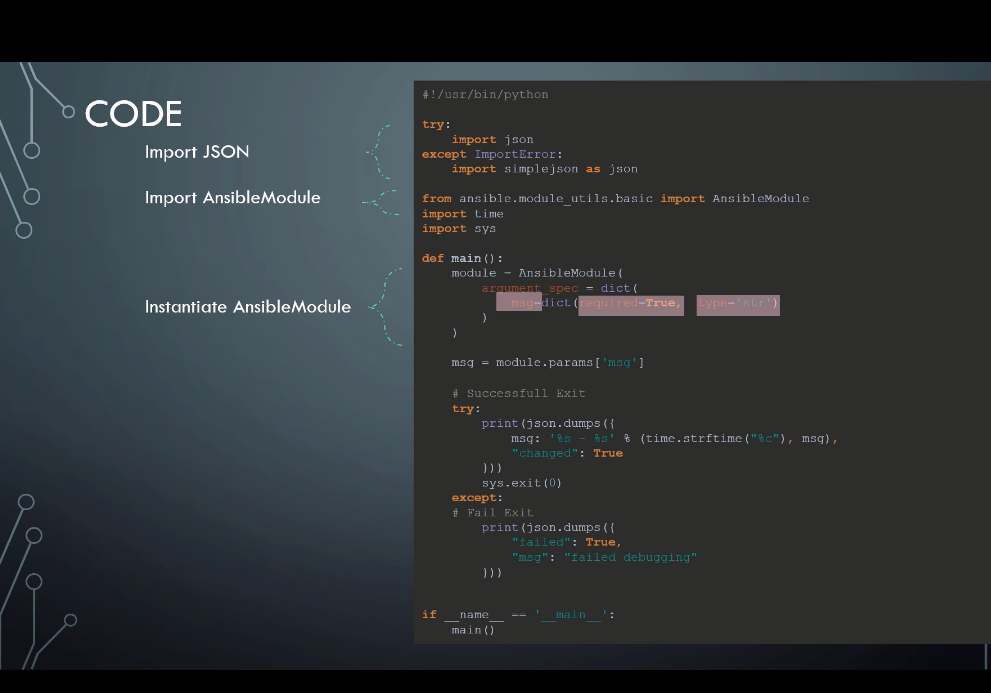 CODE
Import JSON
Import AnsibleModule
Instantiate AnsibleModule
#!/usr/bin/python
try:
import json
except ImportError:
import simplejson as json
from ansible.module_utils.basic import AnsibleModule
import time
import sys
def main():
module = AnsibleModule(
argument_spec = dict(
msg=dict(required=True, type='str')
)
)
msg = module.params['msg']
# Successfull Exit
try:
print(json.dumps({
msg: '%s - %s' % (time.strftime("%c"), msg),
"changed": True
}))
sys.exit(0)
except:
# Fail Exit
print(json.dumps({
"failed": True,
"msg": "failed debugging"
}))
if __name__ == '__main__':
main()